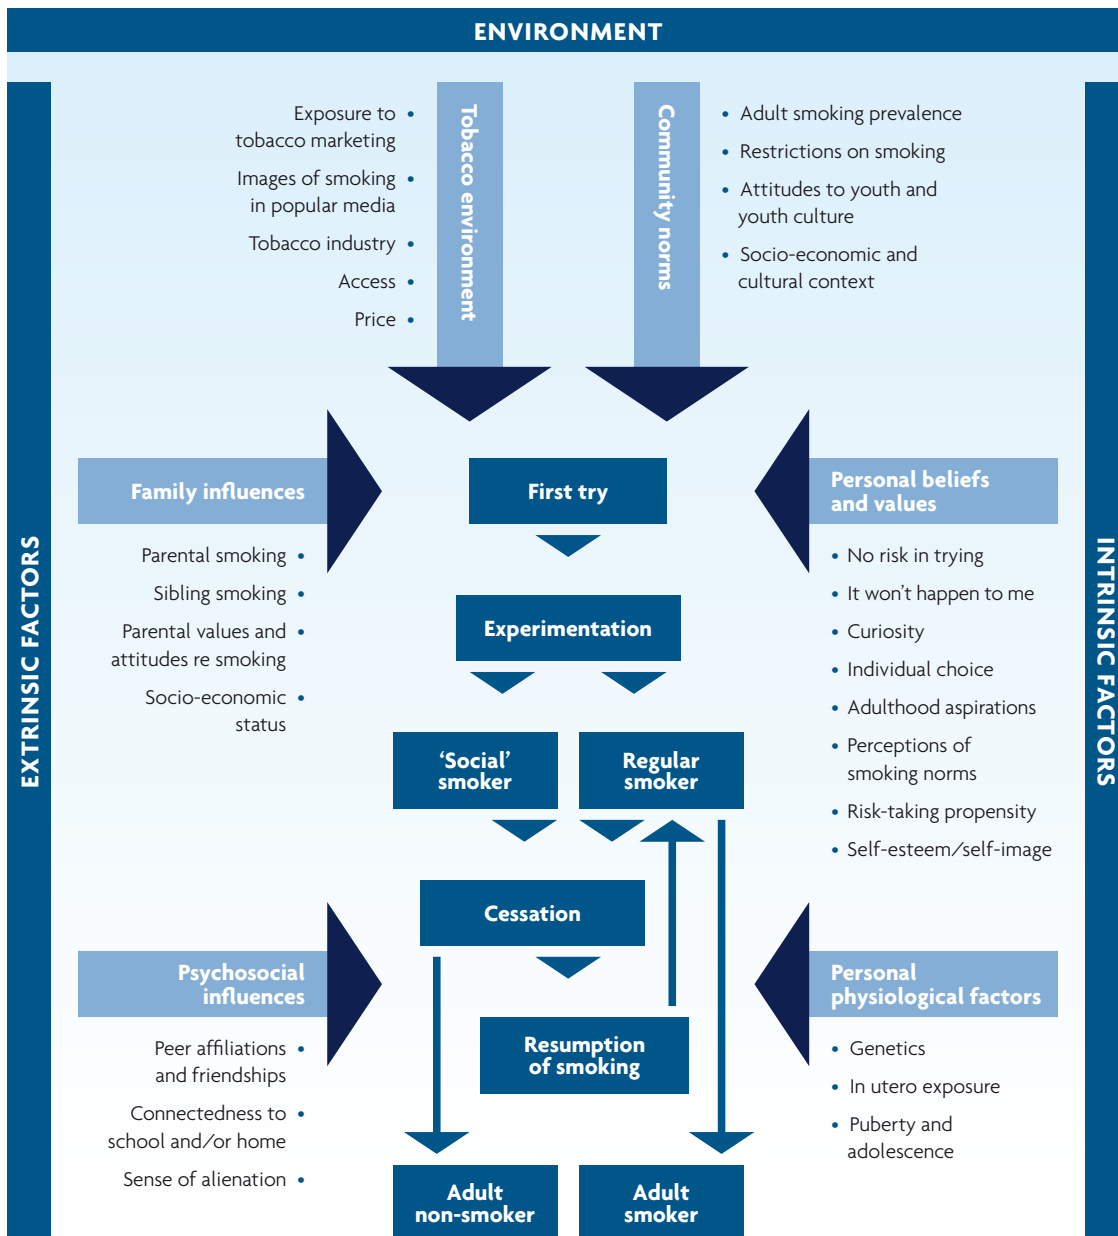 ENVIRONMENT
EXTRINSIC FACTORS
INTRINSIC FACTORS
Tobacco environment
• Exposure to
tobacco marketing
• Images of smoking
in popular media
• Tobacco industry
• Access
• Price
Community norms
• Adult smoking prevalence
• Restrictions on smoking
• Attitudes to youth and
youth culture
• Socio-economic and
cultural context
Family influences
• Parental smoking
• Sibling smoking
• Parental values and
attitudes re smoking
• Socio-economic
status
First try
Experimentation
‘Social’
smoker
Regular
smoker
Cessation
Resumption
of smoking
Adult
non-smoker
Adult
smoker
Personal beliefs
and values
• No risk in trying
• It won’t happen to me
• Curiosity
• Individual choice
• Adulthood aspirations
• Perceptions of
smoking norms
• Risk-taking propensity
• Self-esteem/self-image
Psychosocial
influences
• Peer affiliations
and friendships
• Connectedness to
school and/or home
• Sense of alienation
Personal
physiological factors
• Genetics
• In utero exposure
• Puberty and
adolescence